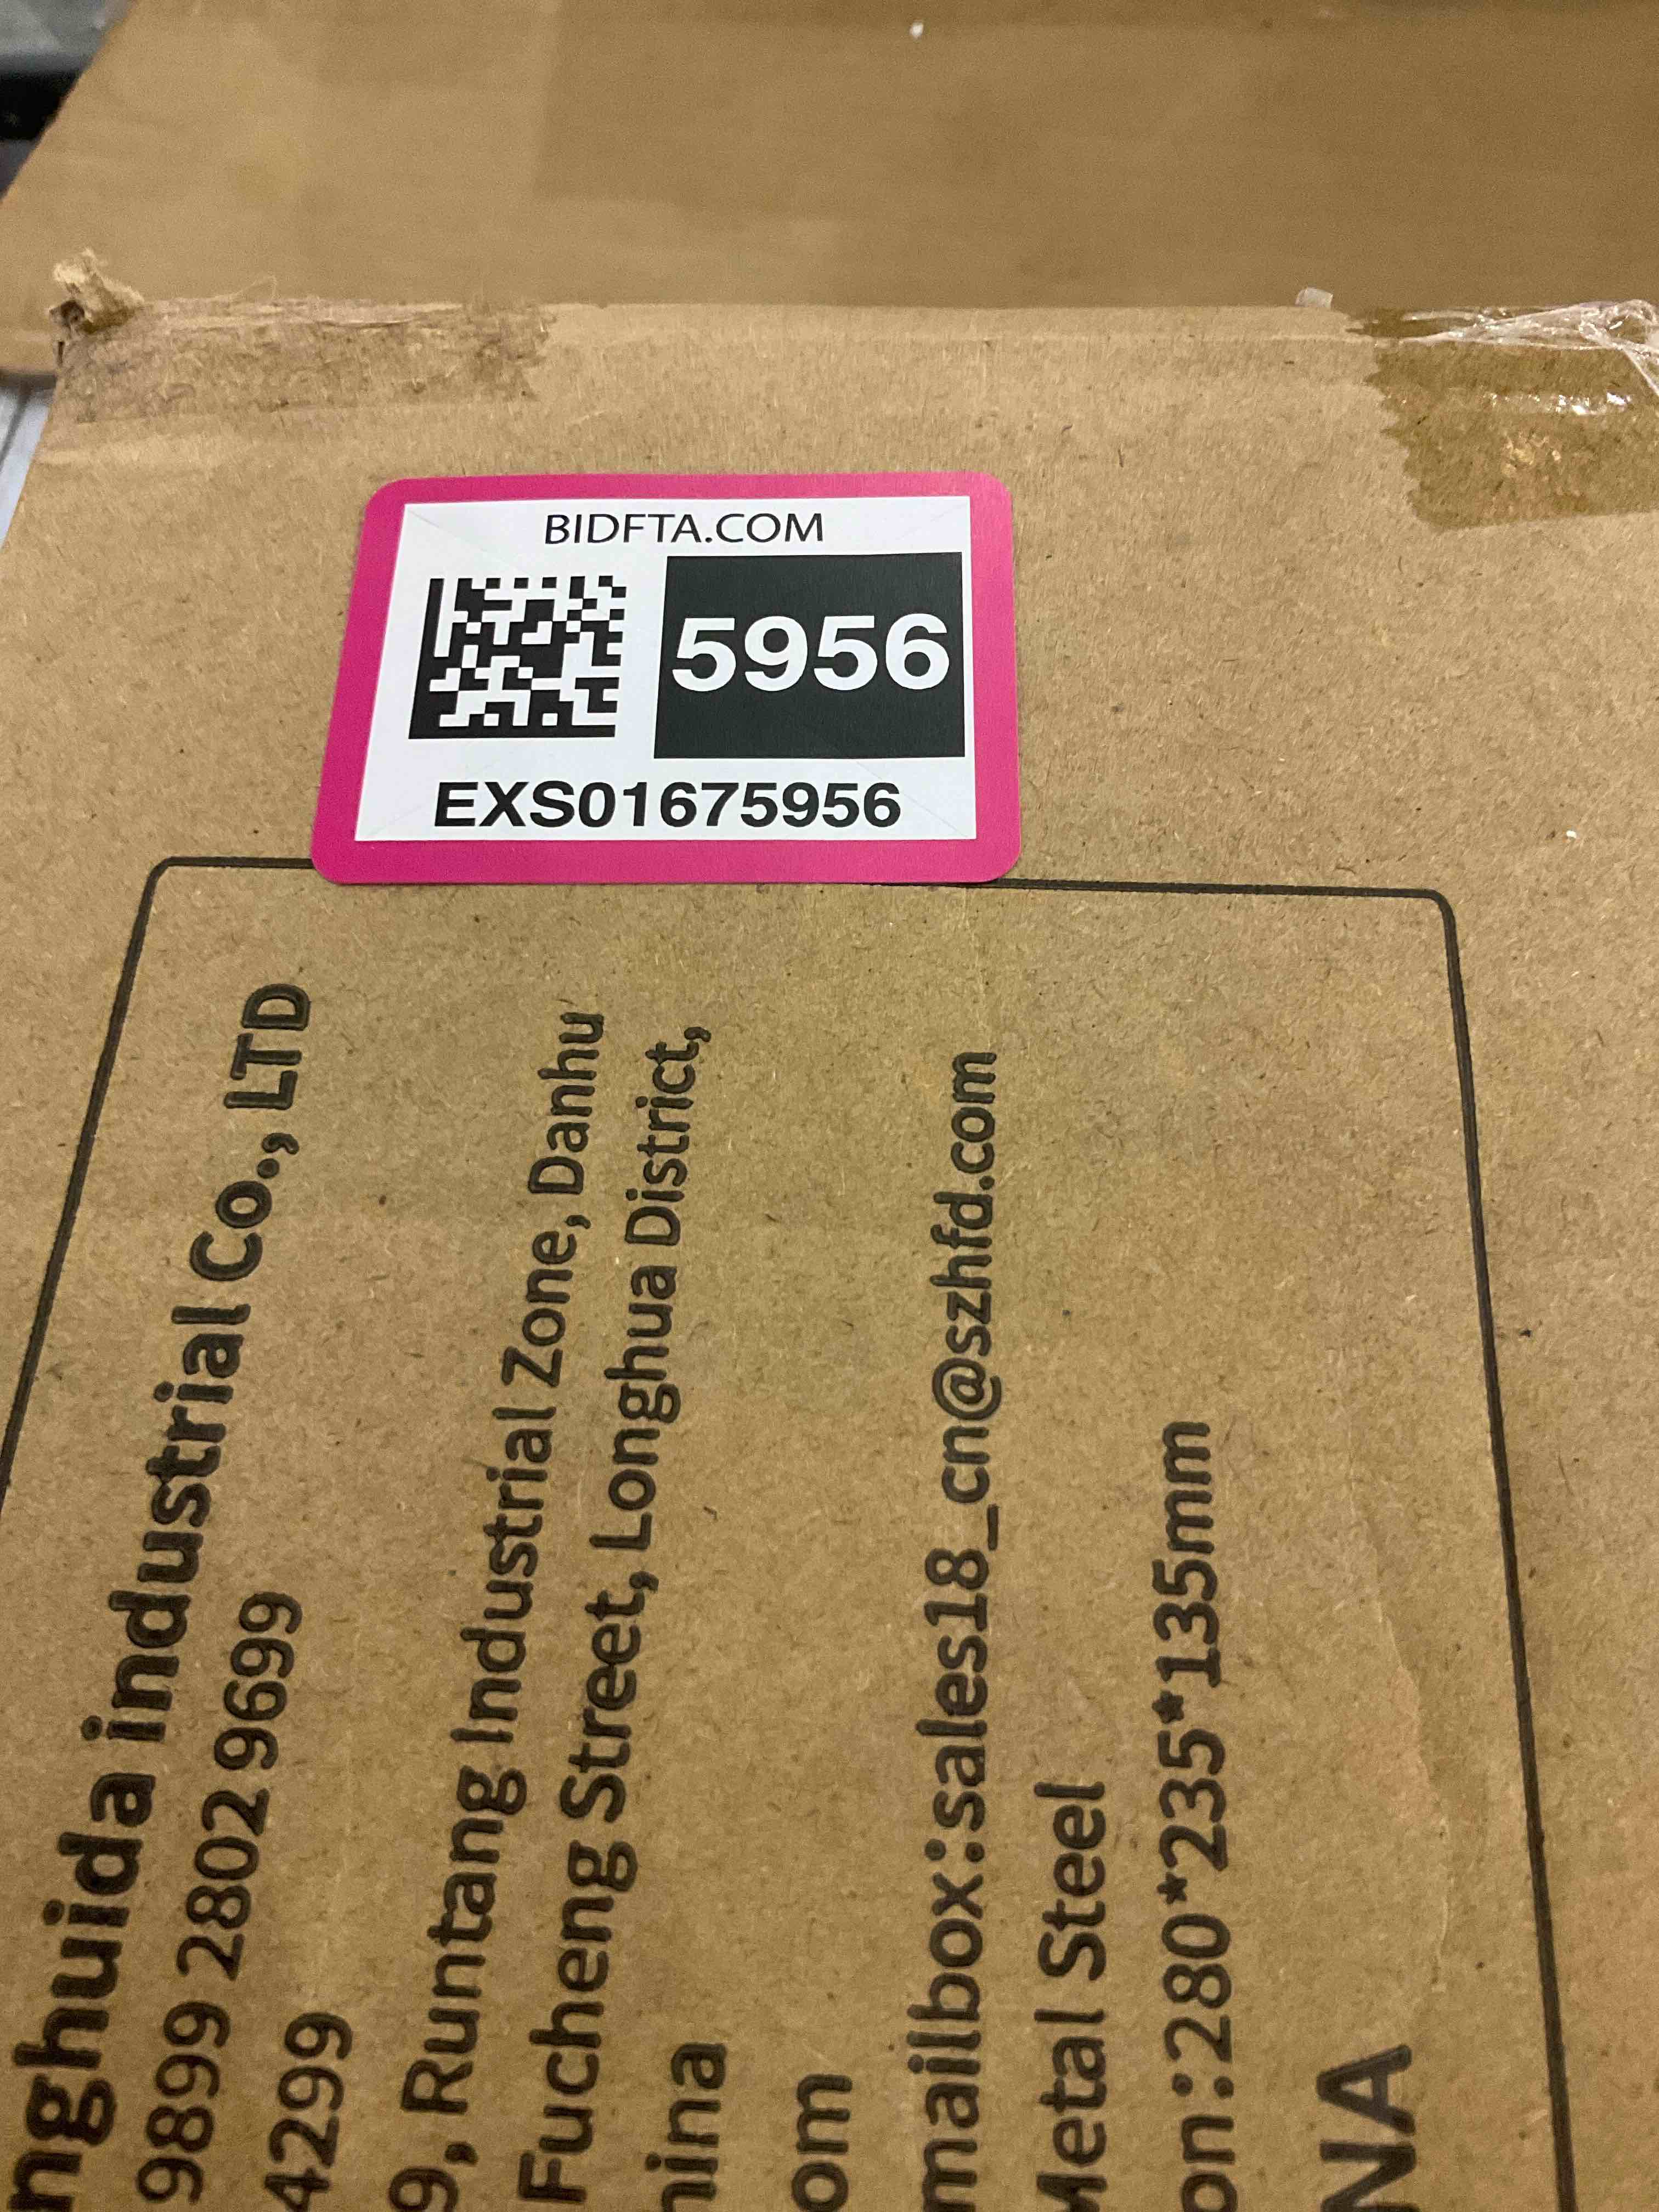 BIDFTA.COM
5956
EXS01675956
nghuida industrial Co., LTD
9899 2802 9699
4299
9, Runtang Industrial Zone, Danhu
Fucheng Street, Longhua District,
hina
om
mailbox:sales18_cn@szhfd.com
Metal Steel
on:280*235*135mm
NA